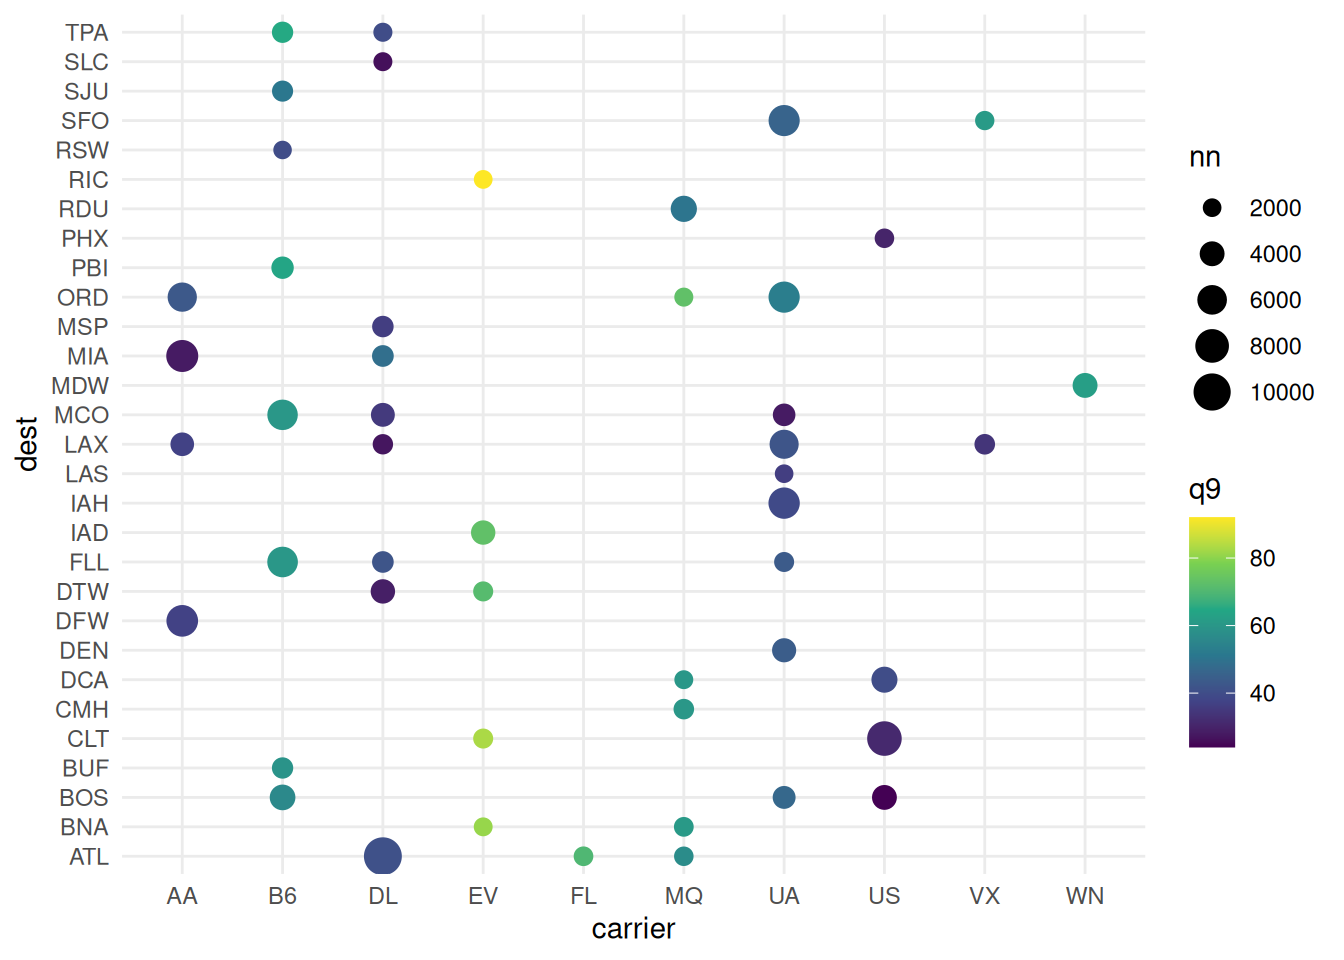 TPA
SLC
SJU
SFO
RSW
RIC
RDU
PHX
PBI
ORD
MSP
MIA
MDW
MCO
LAX
LAS
IAH
IAD
FLL
DTW
DFW
DEN
DCA
CMH
CLT
BUF
BOS
BNA
ATL
dest
AA B6 DL EV FL MQ UA US VX WN
carrier
nn
2000
4000
6000
8000
10000
q9
80
60
40